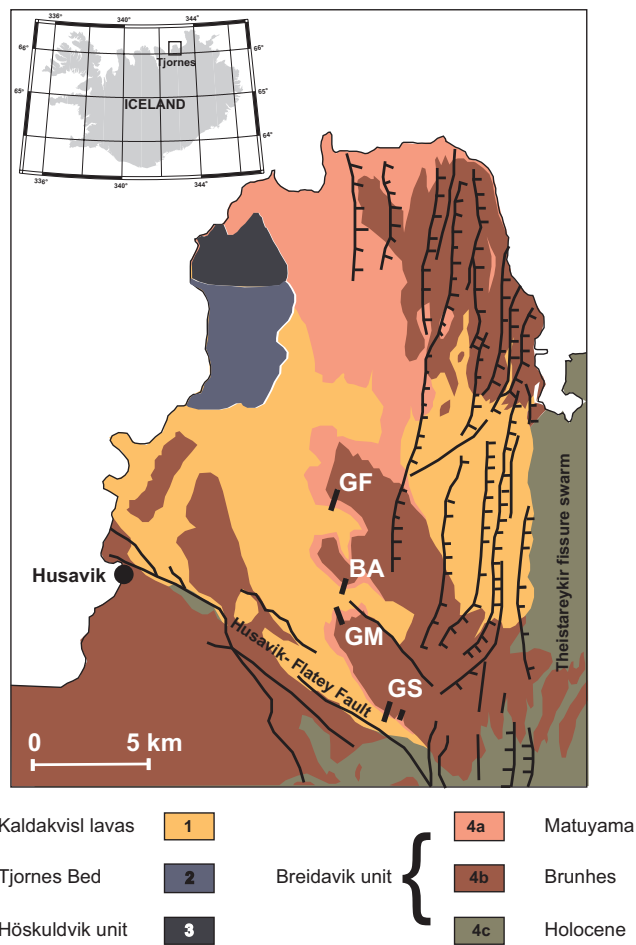 336°
340°
344°
66°
66°
Tjornes
65°
65°
ICELAND
64°
336°
340°
344°
GF
BA
GM
GS
Husavik
Husavik- Flatey Fault
Theistareykir fissure swarm
0 5 km
Kaldakvisl lavas 1
4a Matuyama
Tjornes Bed 2
Breidavik unit { 4b Brunhes
Höskuldvik unit 3
4c Holocene